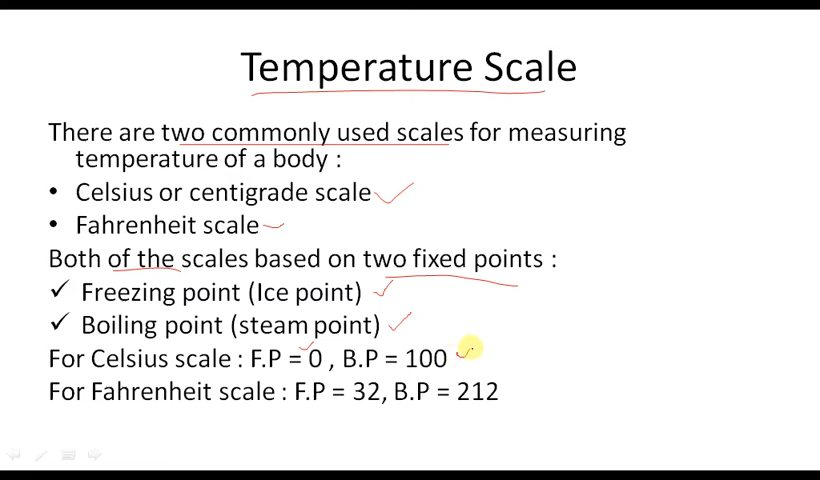 Temperature Scale
There are two commonly used scales for measuring
temperature of a body :
• Celsius or centigrade scale
• Fahrenheit scale
Both of the scales based on two fixed points :
✓ Freezing point (Ice point)
✓ Boiling point (steam point)
For Celsius scale : F.P = 0 , B.P = 100
For Fahrenheit scale : F.P = 32, B.P = 212